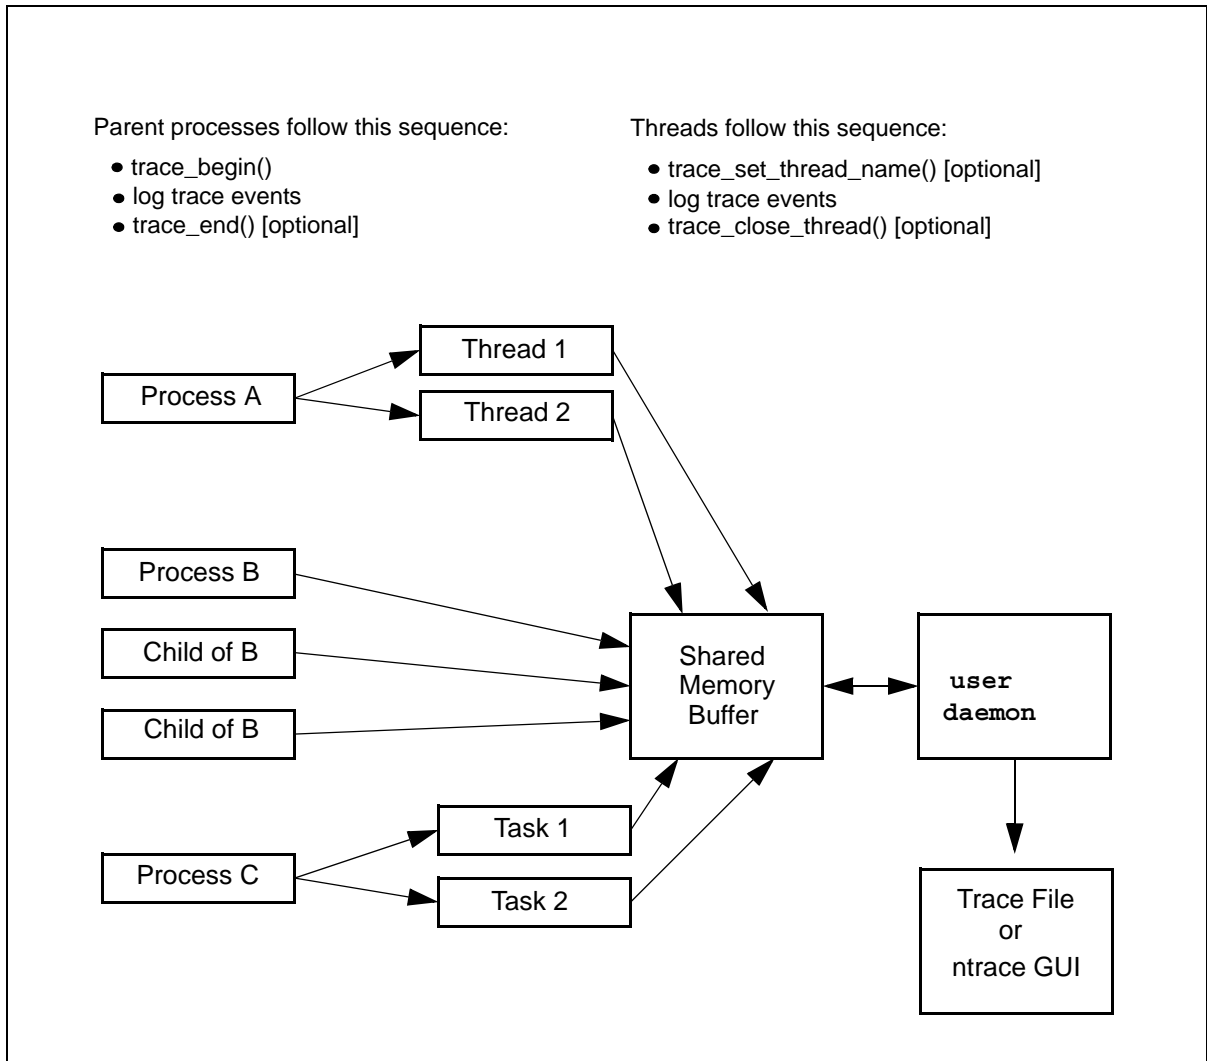 Parent processes follow this sequence:
• trace_begin()
• log trace events
• trace_end() [optional]
Threads follow this sequence:
• trace_set_thread_name() [optional]
• log trace events
• trace_close_thread() [optional]
Thread 1
Process A
Thread 2
Process B
Child of B
Child of B
Shared
Memory
Buffer
user
daemon
Task 1
Process C
Task 2
Trace File
or
ntrace GUI